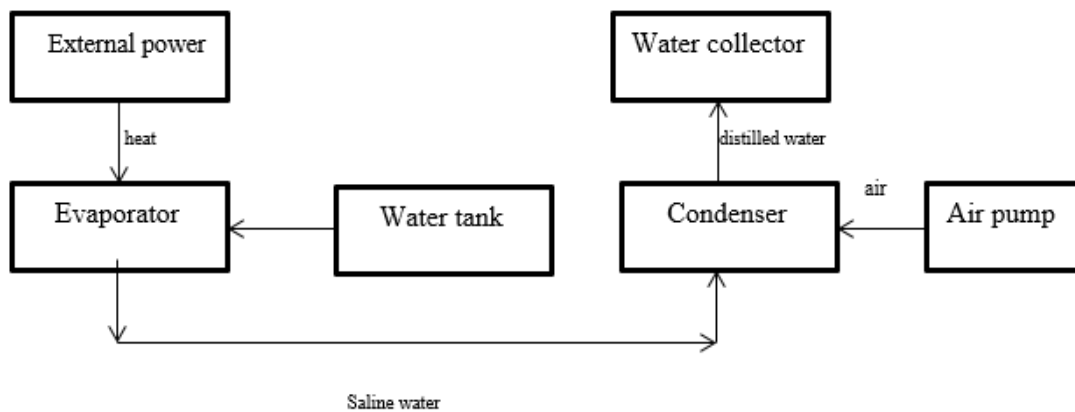 External power
Water collector
heat
distilled water
Evaporator
Water tank
Condenser
air
Air pump
Saline water